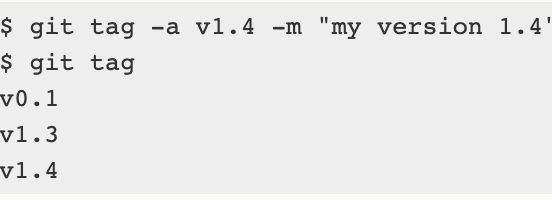 $ git tag -a v1.4 -m "my version 1.4'
$ git tag
v0.1
v1.3
v1.4